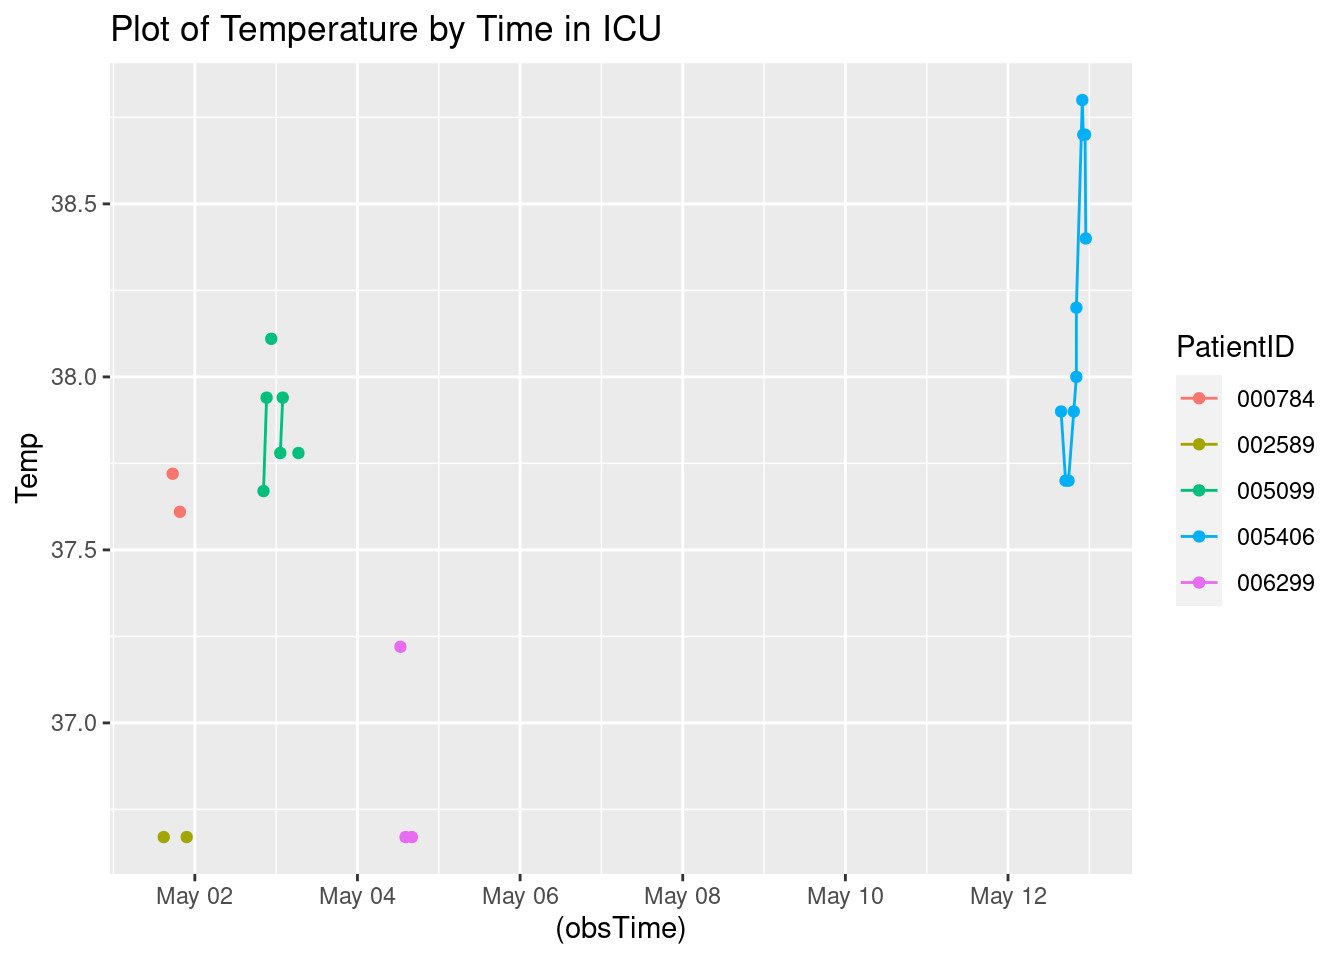 Plot of Temperature by Time in ICU
38.5
38.0
37.5
37.0
Temp
May 02
May 04
May 06
May 08
May 10
May 12
(obsTime)
PatientID
000784
002589
005099
005406
006299